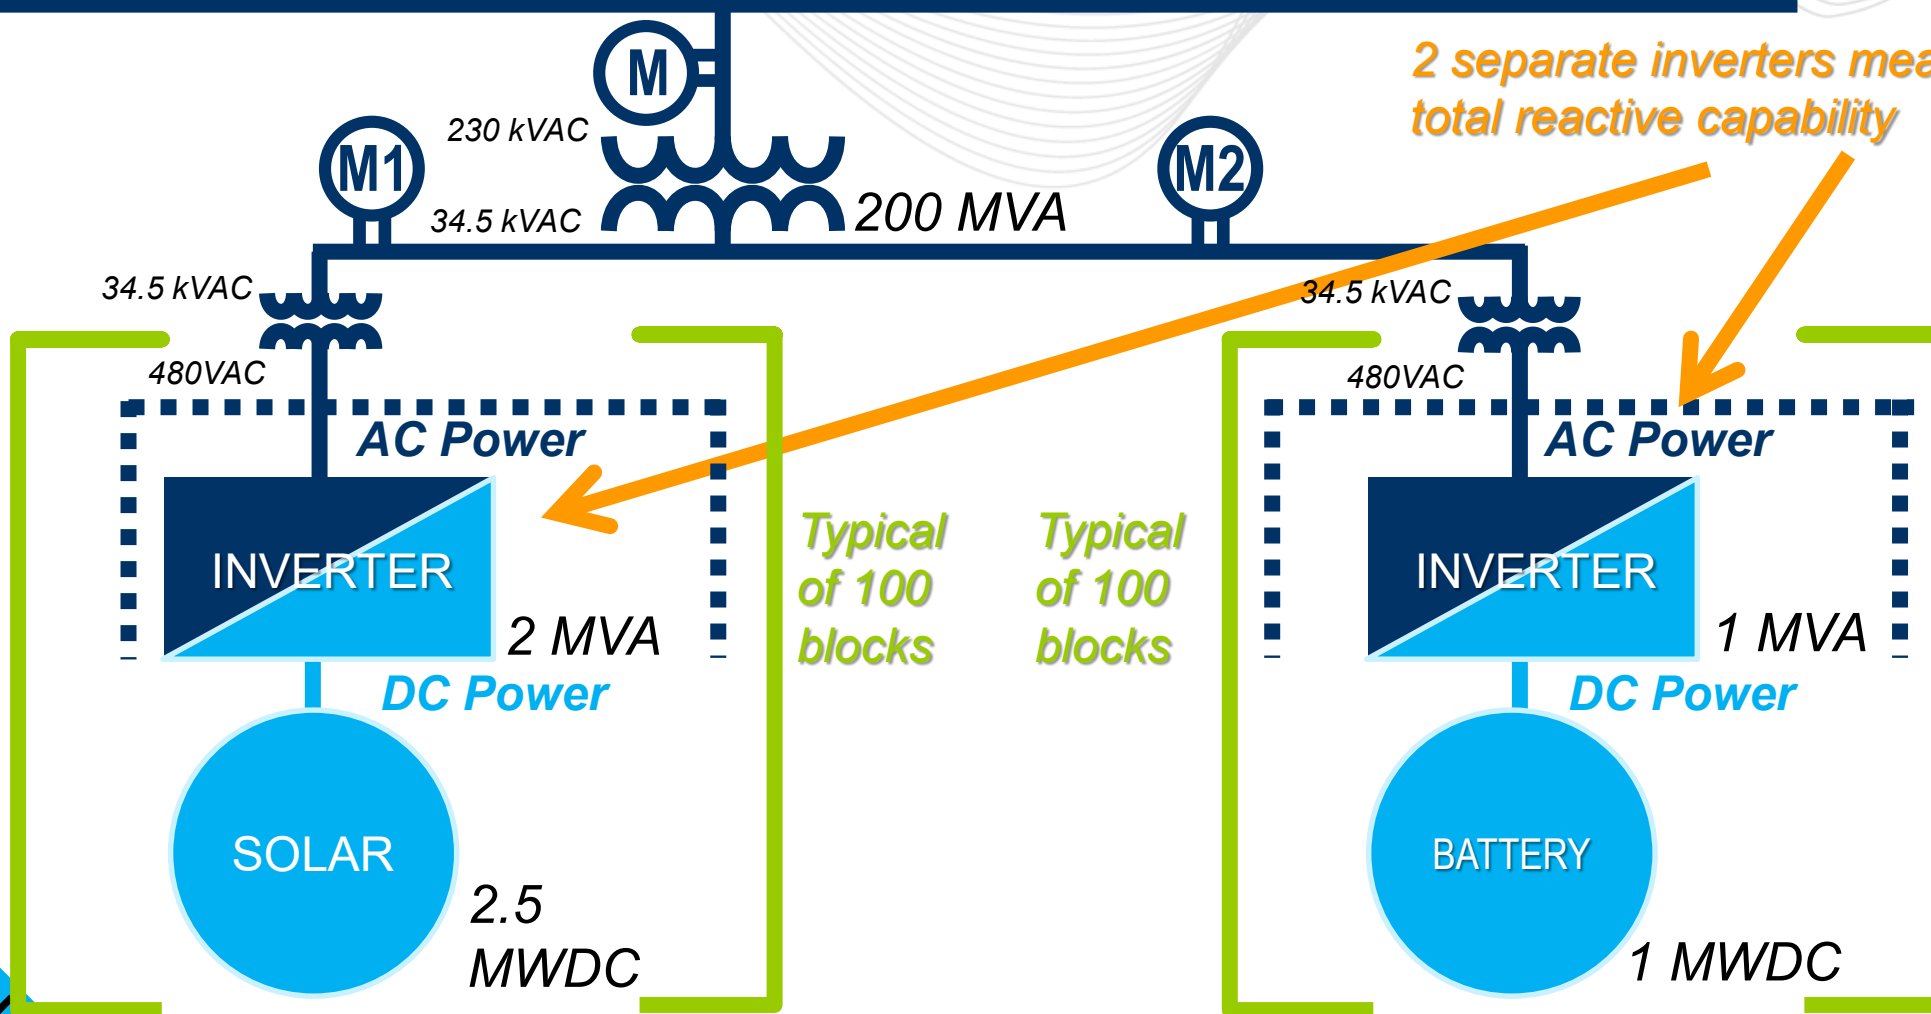 2 separate inverters mea
total reactive capability
M
230 kVAC
M1
M2
34.5 kVAC
200 MVA
34.5 kVAC
34.5 kVAC
480VAC
480VAC
AC Power
AC Power
INVERTER
2 MVA
Typical
of 100
blocks
Typical
of 100
blocks
INVERTER
1 MVA
DC Power
DC Power
SOLAR
2.5
MWDC
BATTERY
1 MWDC